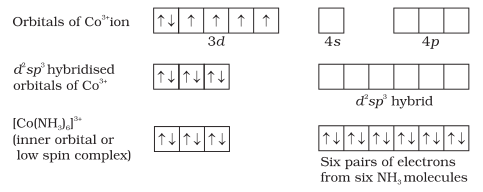 Orbitals of Co³⁺ion ↑↓ ↑ ↑ ↑ ↑
3d 4s 4p
d²sp³ hybridised
orbitals of Co³⁺ ↑↓ ↑↓ ↑↓
d²sp³ hybrid
[Co(NH₃)₆]³⁺
(inner orbital or
low spin complex) ↑↓ ↑↓ ↑↓ ↑↓ ↑↓ ↑↓ ↑↓ ↑↓ ↑↓
Six pairs of electrons
from six NH₃ molecules